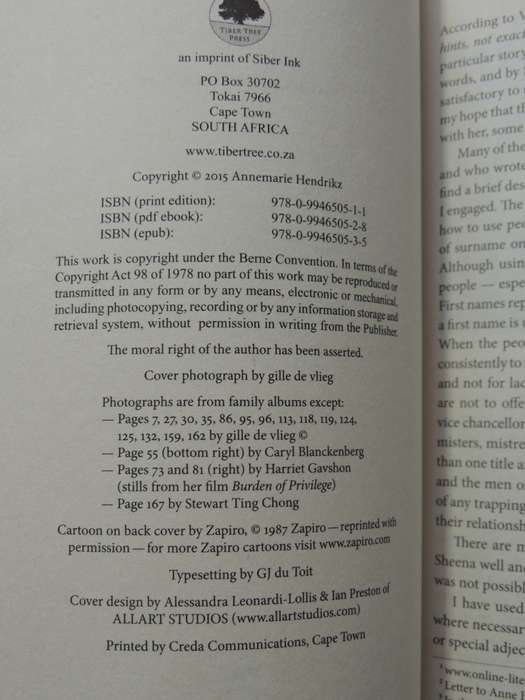 TIBER TREE
PRESS
an imprint of Siber Ink
PO Box 30702
Tokai 7966
Cape Town
SOUTH AFRICA
www.tibertree.co.za
Copyright © 2015 Annemarie Hendrikz
ISBN (print edition): 978-0-9946505-1-1
ISBN (pdf ebook): 978-0-9946505-2-8
ISBN (epub): 978-0-9946505-3-5
This work is copyright under the Berne Convention. In terms of the
Copyright Act 98 of 1978 no part of this work may be reproduced or
transmitted in any form or by any means, electronic or mechanical,
including photocopying, recording or by any information storage and
retrieval system, without permission in writing from the Publisher.
The moral right of the author has been asserted.
Cover photograph by gille de vlieg
Photographs are from family albums except:
— Pages 7, 27, 30, 35, 86, 95, 96, 113, 118, 119, 124,
125, 132, 159, 162 by gille de vlieg ©
— Page 55 (bottom right) by Caryl Blanckenberg
— Pages 73 and 81 (right) by Harriet Gavshon
(stills from her film Burden of Privilege)
— Page 167 by Stewart Ting Chong
Cartoon on back cover by Zapiro, © 1987 Zapiro — reprinted with
permission — for more Zapiro cartoons visit www.zapiro.com
Typesetting by GJ du Toit
Cover design by Alessandra Leonardi-Lollis & Ian Preston of
ALLART STUDIOS (www.allartstudios.com)
Printed by Creda Communications, Cape Town
According to
hints, not exact
particular story
words, and by
satisfactory to
my hope that th
with her, some
Many of the
and who wrote
find a brief des
I engaged. The
how to use peo
of surname on
Although using
people — espe
First names rep
a first name is
When the peo
consistently to
and not for lac
are not to offe
vice chancellor
misters, mistre
than one title a
and the men o
of any trapping
their relationsh
There are n
Sheena well and
was not possibl
I have used
where necessar
or special adjec
1 www.online-lite
2 Letter to Anne